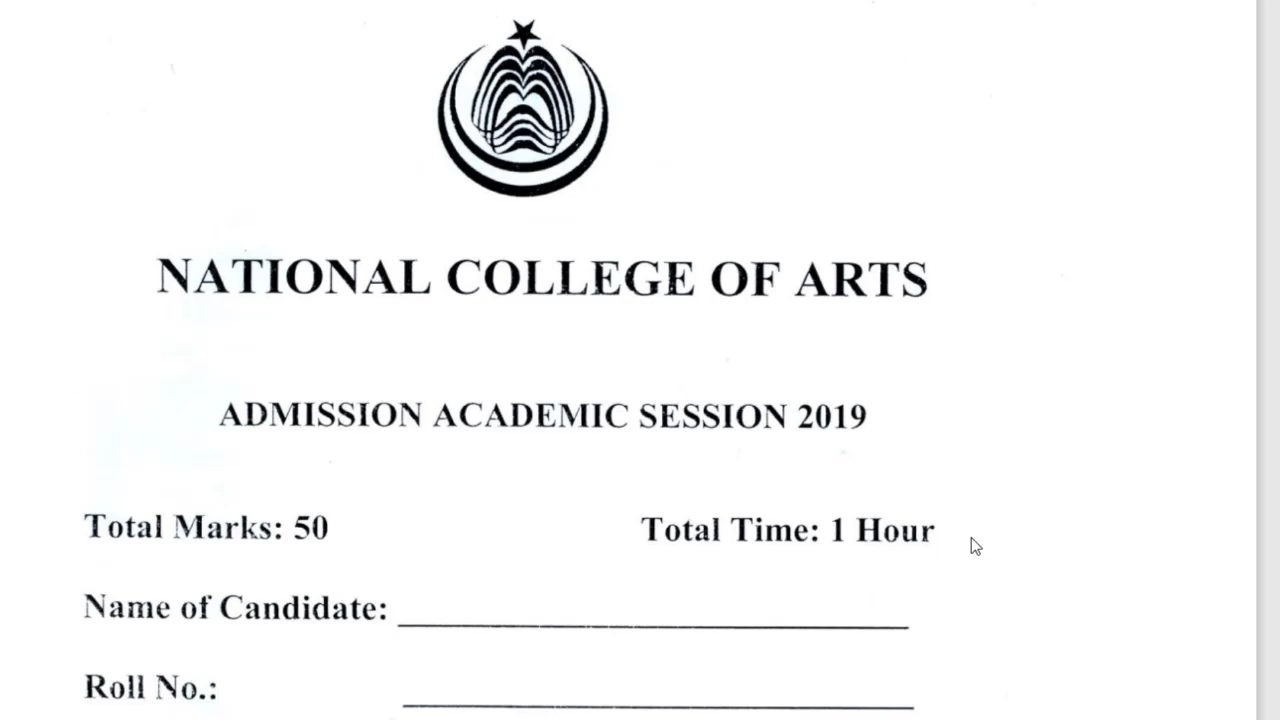 NATIONAL COLLEGE OF ARTS
ADMISSION ACADEMIC SESSION 2019
Total Marks: 50 Total Time: 1 Hour
Name of Candidate:
Roll No.: